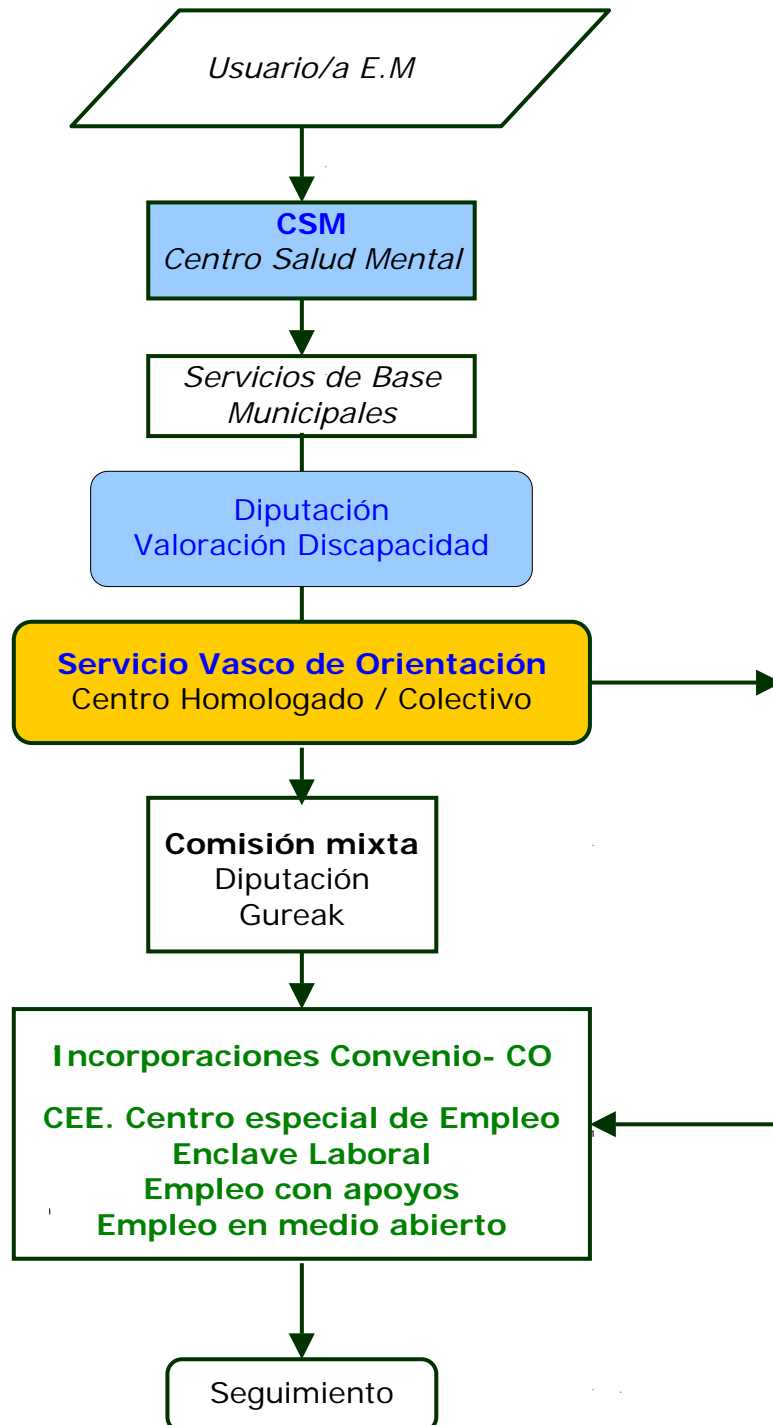 Usuario/a E.M
CSM
Centro Salud Mental
Servicios de Base
Municipales
Diputación
Valoración Discapacidad
Servicio Vasco de Orientación
Centro Homologado / Colectivo
Comisión mixta
Diputación
Gureak
Incorporaciones Convenio- CO
CEE. Centro especial de Empleo
Enclave Laboral
Empleo con apoyos
Empleo en medio abierto
Seguimiento